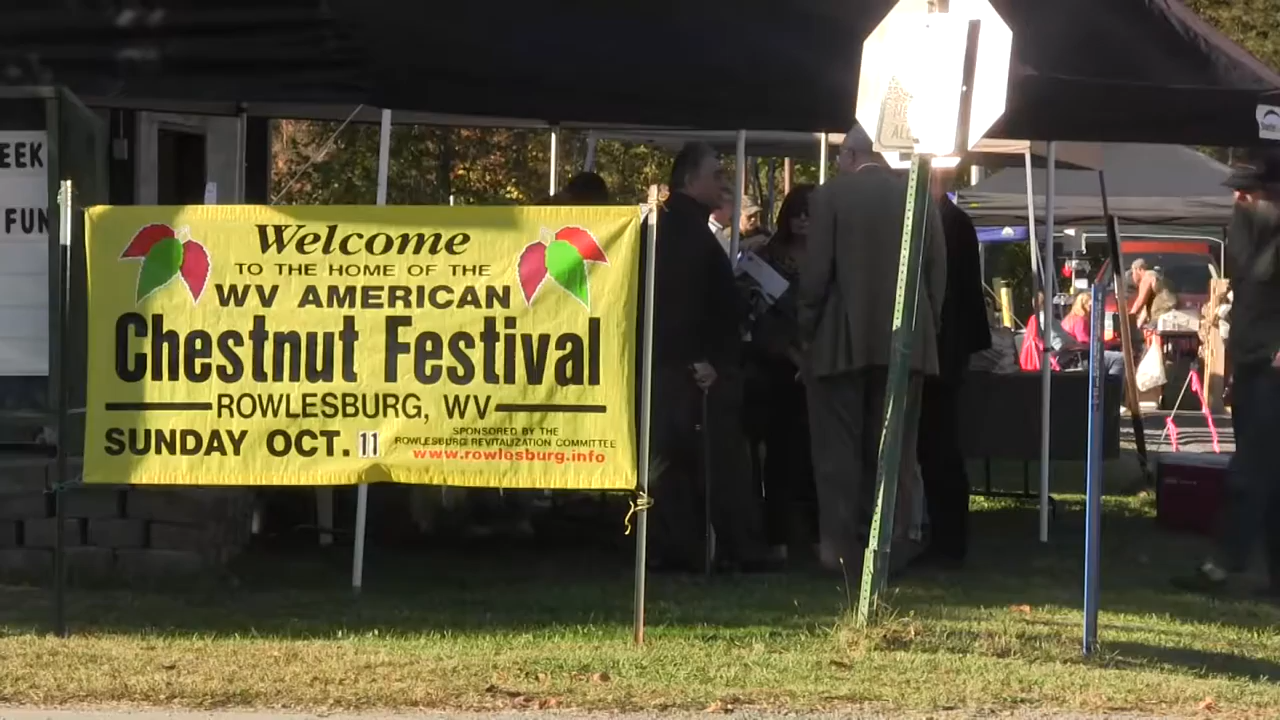 EEK
FUN
Welcome
TO THE HOME OF THE
WV AMERICAN
Chestnut Festival
ROWLESBURG, WV
SUNDAY OCT. 11
SPONSORED BY THE
ROWLESBURG REVITALIZATION COMMITTEE
www.rowlesburg.info
ALL